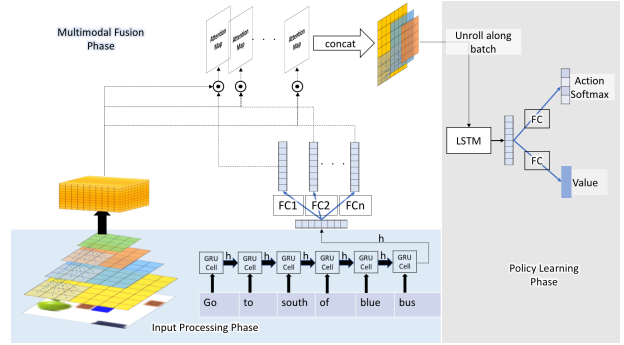 Multimodal Fusion
Phase
Attention
Map
Attention
Map
. . .
Attention
Map
concat
Unroll along
batch
Action
Softmax
FC
LSTM
FC
Value
. . .
FC1
FC2
FCn
h
GRU
Cell
h
GRU
Cell
h
GRU
Cell
h
GRU
Cell
h
GRU
Cell
h
GRU
Cell
Go
to
south
of
blue
bus
Input Processing Phase
Policy Learning
Phase